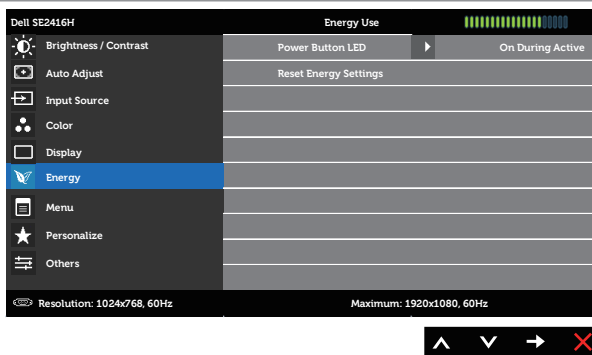 Dell SE2416H Energy Use
Brightness / Contrast Power Button LED On During Active
Auto Adjust Reset Energy Settings
Input Source
Color
Display
Energy
Menu
Personalize
Others
Resolution: 1024x768, 60Hz Maximum: 1920x1080, 60Hz